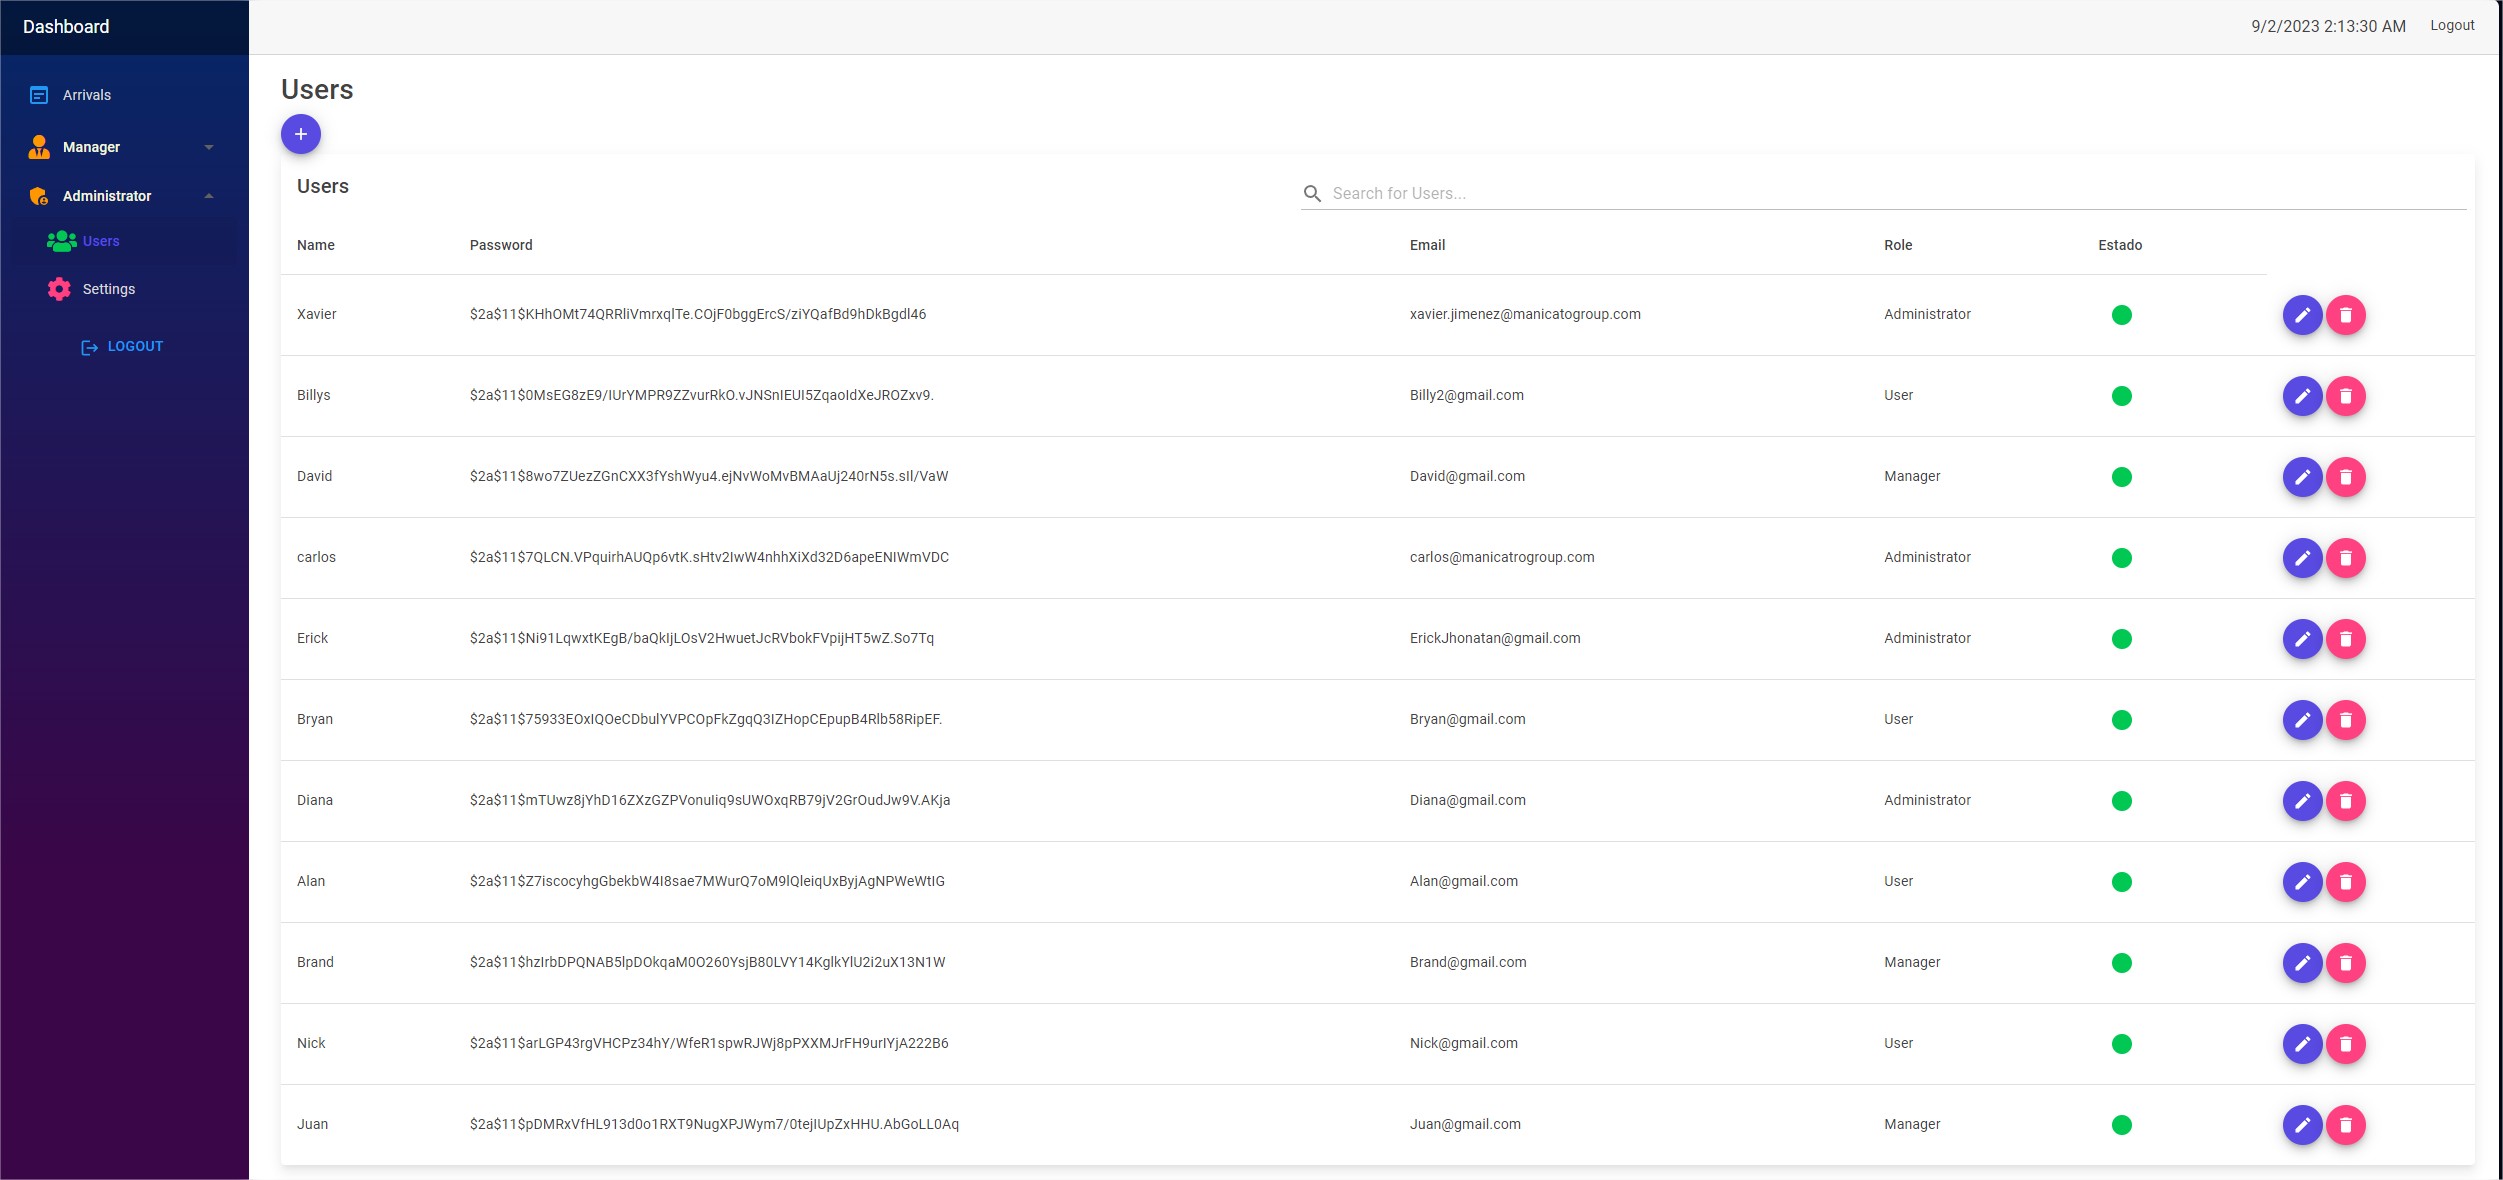 Dashboard
9/2/2023 2:13:30 AM Logout
Arrivals
Manager
Administrator
Users
Settings
LOGOUT
Users
+
Users
Search for Users...
Name Password Email Role Estado
Xavier $2a$11$KHhOMt74QRRliVmrxqlTe.COjF0bggErcS/ziYQafBd9hDkBgdl46 xavier.jimenez@manicatogroup.com Administrator
Billys $2a$11$0MsEG8zE9/IUrYMPR9ZZvurRkO.vJNSnIEUI5ZqaoIdXeJROZxv9. Billy2@gmail.com User
David $2a$11$8wo7ZUezZGnCXX3fYshWyu4.ejNvWoMvBMAaUj240rN5s.sIl/VaW David@gmail.com Manager
carlos $2a$11$7QLCN.VPquirhAUQp6vtK.sHtv2IwW4nhhXiXd32D6apeENIWmVDC carlos@manicatrogroup.com Administrator
Erick $2a$11$Ni91LqwxtKEgB/baQkIjLOsV2HwuetJcRVbokFVpijHT5wZ.So7Tq ErickJhonatan@gmail.com Administrator
Bryan $2a$11$75933EOxIQOeCDbulYVPCOpFkZgqQ3IZHopCEpupB4Rlb58RipEF. Bryan@gmail.com User
Diana $2a$11$mTUwz8jYhD16ZXzGZPVonuIiq9sUWOxqRB79jV2GrOudJw9V.AKja Diana@gmail.com Administrator
Alan $2a$11$Z7iscocyhgGbekbW4I8sae7MWurQ7oM9lQleiqUxByjAgNPWeWtIG Alan@gmail.com User
Brand $2a$11$hzIrbDPQNAB5lpDOkqaM0O260YsjB80LVY14KglkYlU2i2uX13N1W Brand@gmail.com Manager
Nick $2a$11$arLGP43rgVHCPz34hY/WfeR1spwRJWj8pPXXMJrFH9urIYjA222B6 Nick@gmail.com User
Juan $2a$11$pDMRxVfHL913d0o1RXT9NugXPJWym7/0tejIUpZxHHU.AbGoLL0Aq Juan@gmail.com Manager